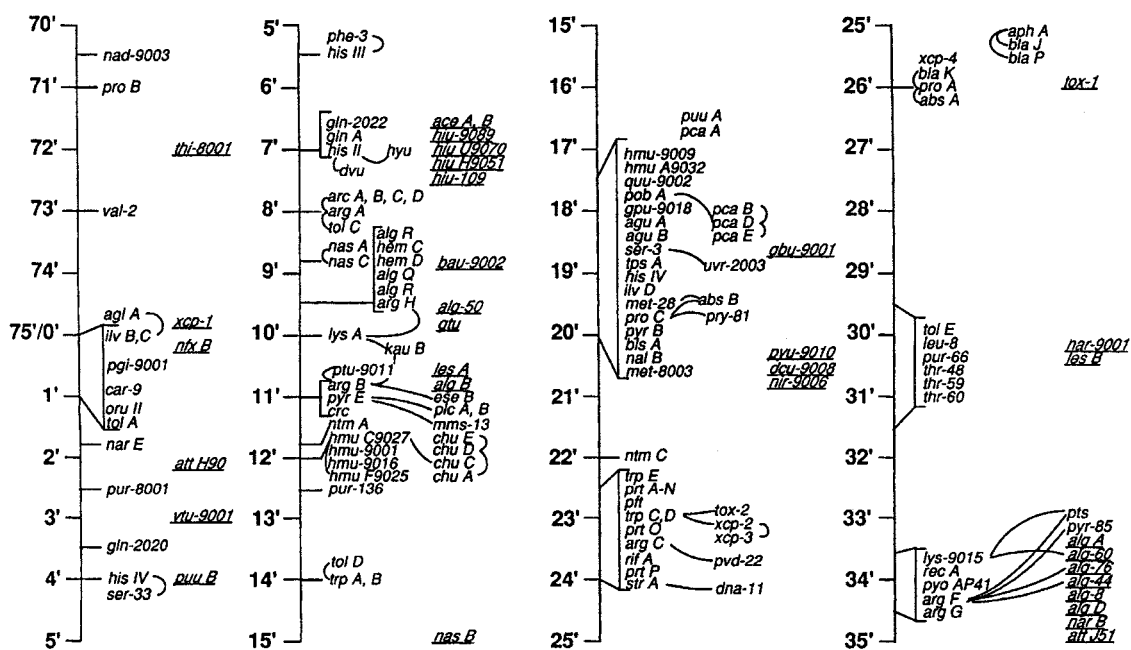 70'
nad-9003
71'
pro B
72'
thi-8001
73'
val-2
74'
agl A
75'/0'
ilv B,C
xcp-1
nfx B
pgi-9001
car-9
1'
oru II
tol A
nar E
2'
att H90
pur-8001
3'
vtu-9001
gln-2020
4'
his IV
puu B
ser-33
5'
5'
phe-3
his III
6'
gln-2022
ace A, B
gln A
hiu-9089
7'
his II
hyu
hiu U9070
dvu
hiu H9051
hiu-109
arc A, B, C, D
8'
arg A
tol C
alg R
nas A
hem C
nas C
hem D
bau-9002
9'
alg Q
alg R
arg H
alg-50
gtu
10'
lys A
kau B
ptu-9011
les A
arg B
alg B
11'
pyr E
ese B
crc
plc A, B
ntm A
mms-13
hmu C9027
chu E
hmu-9001
chu D
12'
hmu-9016
chu C
hmu F9025
chu A
pur-136
13'
tol D
14'
trp A, B
15'
nas B
15'
16'
puu A
pca A
17'
hmu-9009
hmu A9032
quu-9002
pob A
18'
gpu-9018
pca B
agu A
pca D
agu B
pca E
ser-3
gbu-9001
tps A
uvr-2003
19'
his IV
ilv D
met-28
abs B
pro C
pry-81
20'
pyr B
bls A
nal B
pyu-9010
met-8003
dcu-9008
21'
nir-9006
22'
ntm C
trp E
prt A-N
pft
23'
trp C,D
tox-2
prt O
xcp-2
arg C
xcp-3
rif A
pvd-22
prt P
24'
str A
dna-11
25'
25'
aph A
bla J
xcp-4
bla P
bla K
26'
pro A
tox-1
abs A
27'
28'
29'
30'
tol E
leu-8
nar-9001
pur-66
les B
thr-48
thr-59
31'
thr-60
32'
33'
pts
pyr-85
alg A
lys-9015
alg-60
rec A
alg-76
34'
pyo AP41
alg-44
arg F
alg-8
arg G
alg D
nar B
35'
att J51